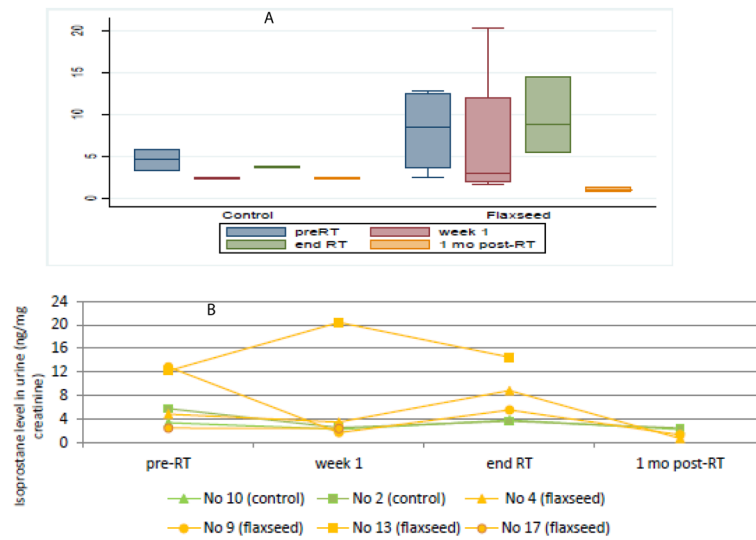 A
20
15
10
5
0
Control Flaxseed
preRT week 1
end RT 1 mo post-RT
B
24
20
16
12
8
4
0
Isoprostane level in urine (ng/mg
creatinine)
pre-RT week 1 end RT 1 mo post-RT
No 10 (control) No 2 (control) No 4 (flaxseed)
No 9 (flaxseed) No 13 (flaxseed) No 17 (flaxseed)